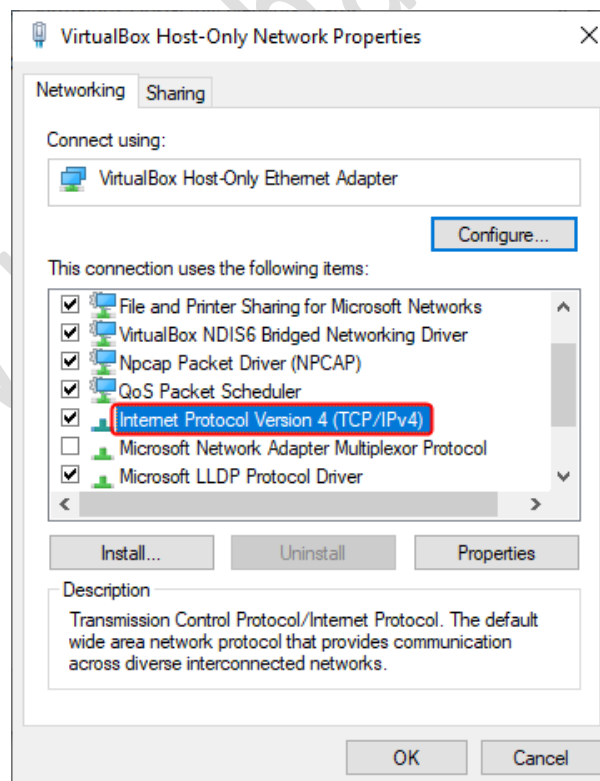 VirtualBox Host-Only Network Properties
Networking
Sharing
Connect using:
VirtualBox Host-Only Ethernet Adapter
Configure...
This connection uses the following items:
File and Printer Sharing for Microsoft Networks
VirtualBox NDIS6 Bridged Networking Driver
Npcap Packet Driver (NPCAP)
QoS Packet Scheduler
Internet Protocol Version 4 (TCP/IPv4)
Microsoft Network Adapter Multiplexor Protocol
Microsoft LLDP Protocol Driver
Install...
Uninstall
Properties
Description
Transmission Control Protocol/Internet Protocol. The default
wide area network protocol that provides communication
across diverse interconnected networks.
OK
Cancel